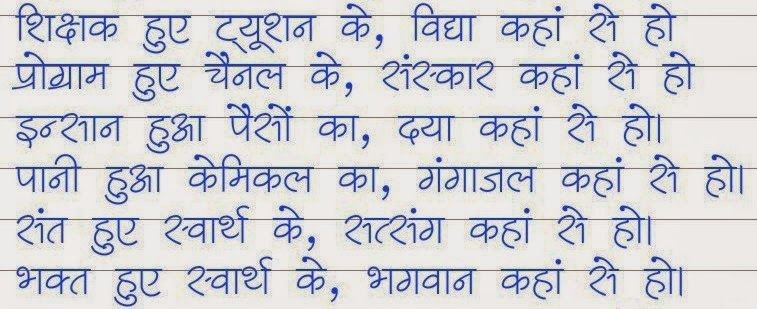 शिक्षक हुए ट्यूशन के, विद्या कहां से हो
प्रोग्राम हुए चैनल के, संस्कार कहां से हो
इन्सान हुआ पैसों का, दया कहां से हो।
पानी हुआ केमिकल का, गंगाजल कहां से हो।
संत हुए स्वार्थ के, सत्संग कहां से हो।
भक्त हुए स्वार्थ के, भगवान कहां से हो।